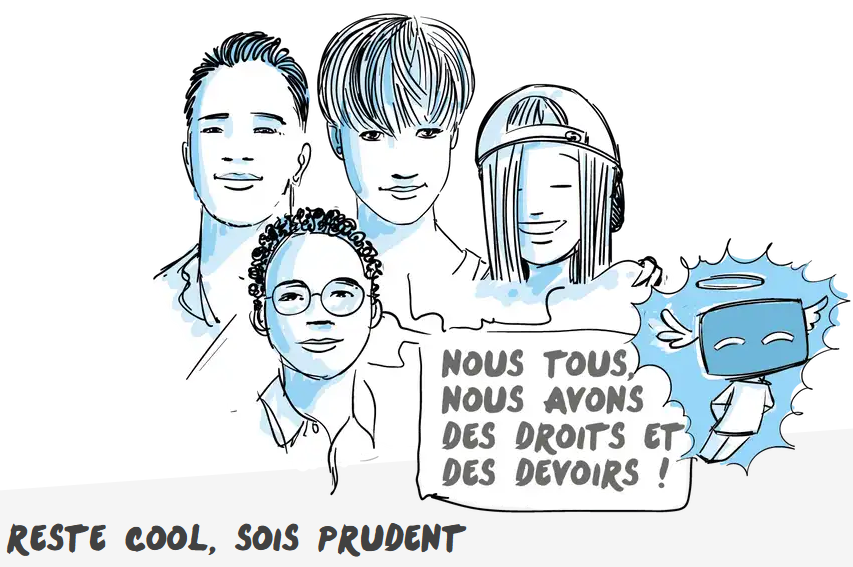 NOUS TOUS,
NOUS AVONS
DES DROITS ET
DES DEVOIRS !
RESTE COOL, SOIS PRUDENT